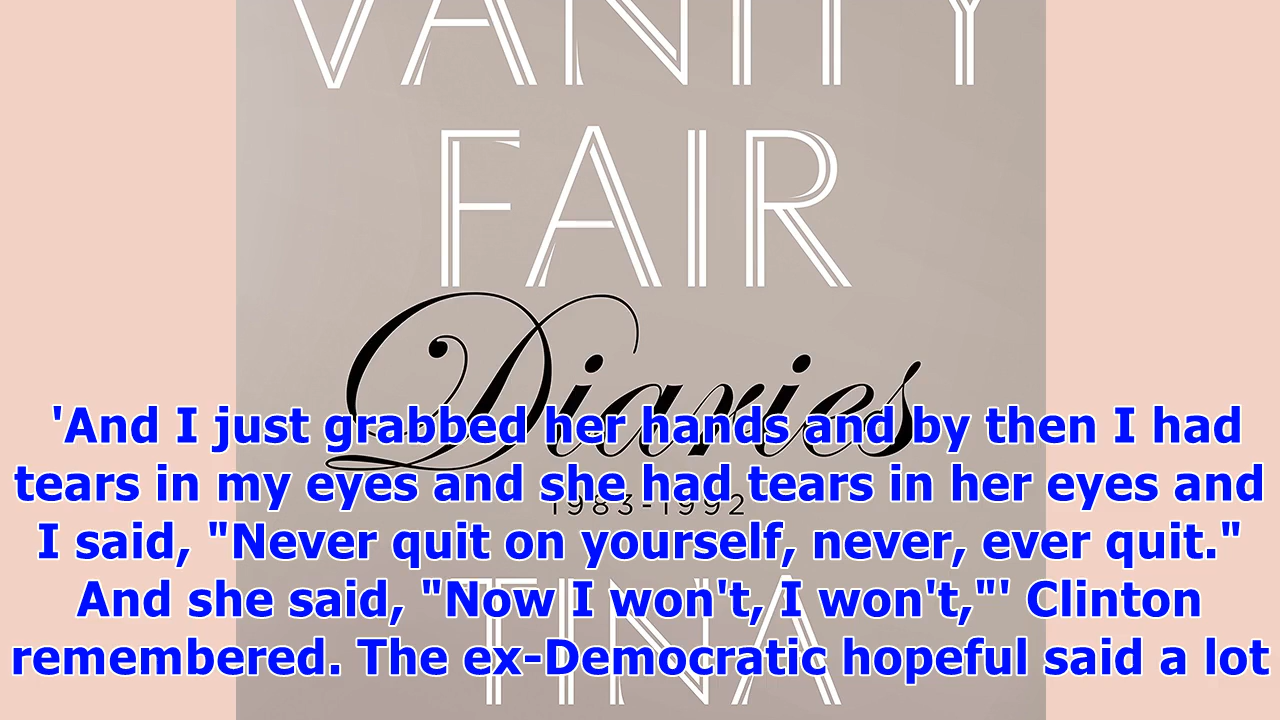 VANITY
FAIR
Diaries
'And I just grabbed her hands and by then I had
tears in my eyes and she had tears in her eyes and
1983-1992
I said, "Never quit on yourself, never, ever quit."
And she said, "Now I won't, I won't,"' Clinton
TINA
remembered. The ex-Democratic hopeful said a lot